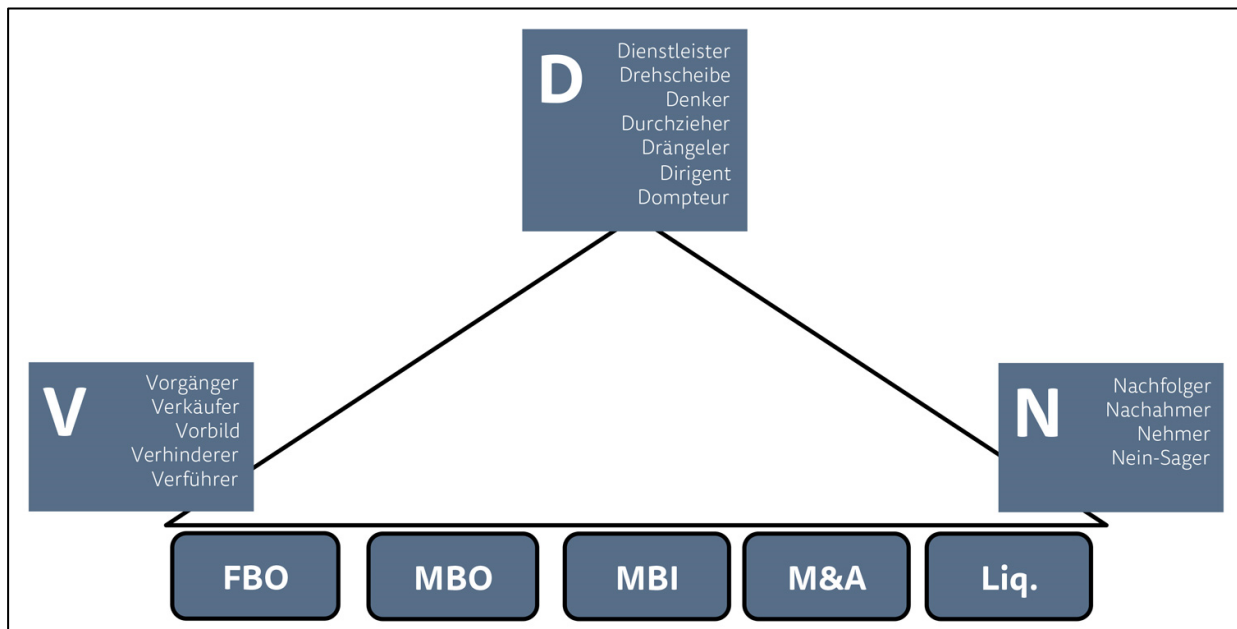 D
Dienstleister
Drehscheibe
Denker
Durchzieher
Drängeler
Dirigent
Dompteur
V
Vorgänger
Verkäufer
Vorbild
Verhinderer
Verführer
N
Nachfolger
Nachahmer
Nehmer
Nein-Sager
FBO
MBO
MBI
M&A
Liq.